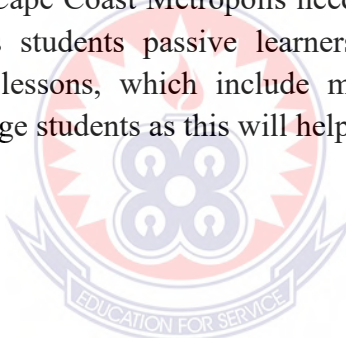 Cape Coast Metropolis need
students passive learners
lessons, which include m
ge students as this will help
EDUCATION FOR SERVICE